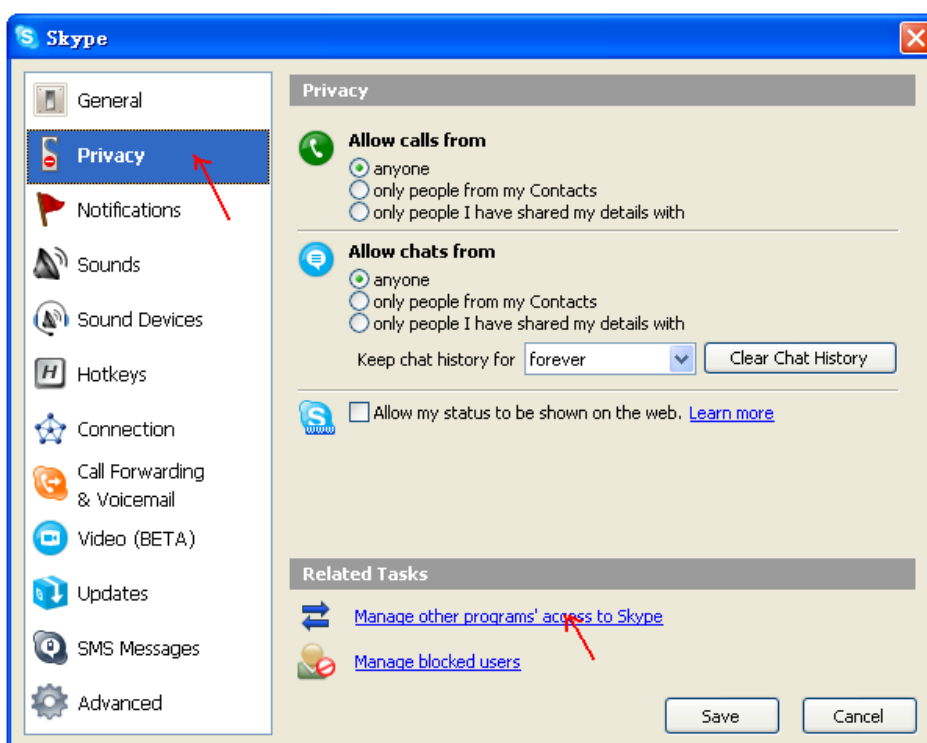 Skype
General
Privacy
Notifications
Sounds
Sound Devices
Hotkeys
Connection
Call Forwarding
& Voicemail
Video (BETA)
Updates
SMS Messages
Advanced
Privacy
Allow calls from
anyone
only people from my Contacts
only people I have shared my details with
Allow chats from
anyone
only people from my Contacts
only people I have shared my details with
Keep chat history for forever Clear Chat History
Allow my status to be shown on the web. Learn more
Related Tasks
Manage other programs' access to Skype
Manage blocked users
Save Cancel